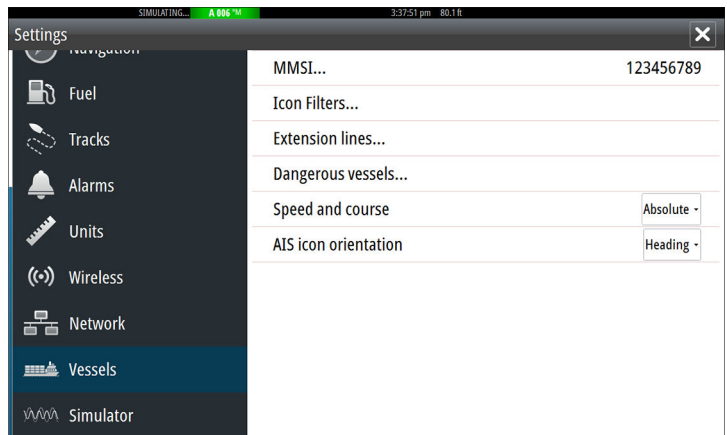 SIMULATING... A 006 °M 3:37:51 pm 80.1 ft
Settings
Navigation
Fuel
Tracks
Alarms
Units
Wireless
Network
Vessels
Simulator
MMSI... 123456789
Icon Filters...
Extension lines...
Dangerous vessels...
Speed and course Absolute
AIS icon orientation Heading